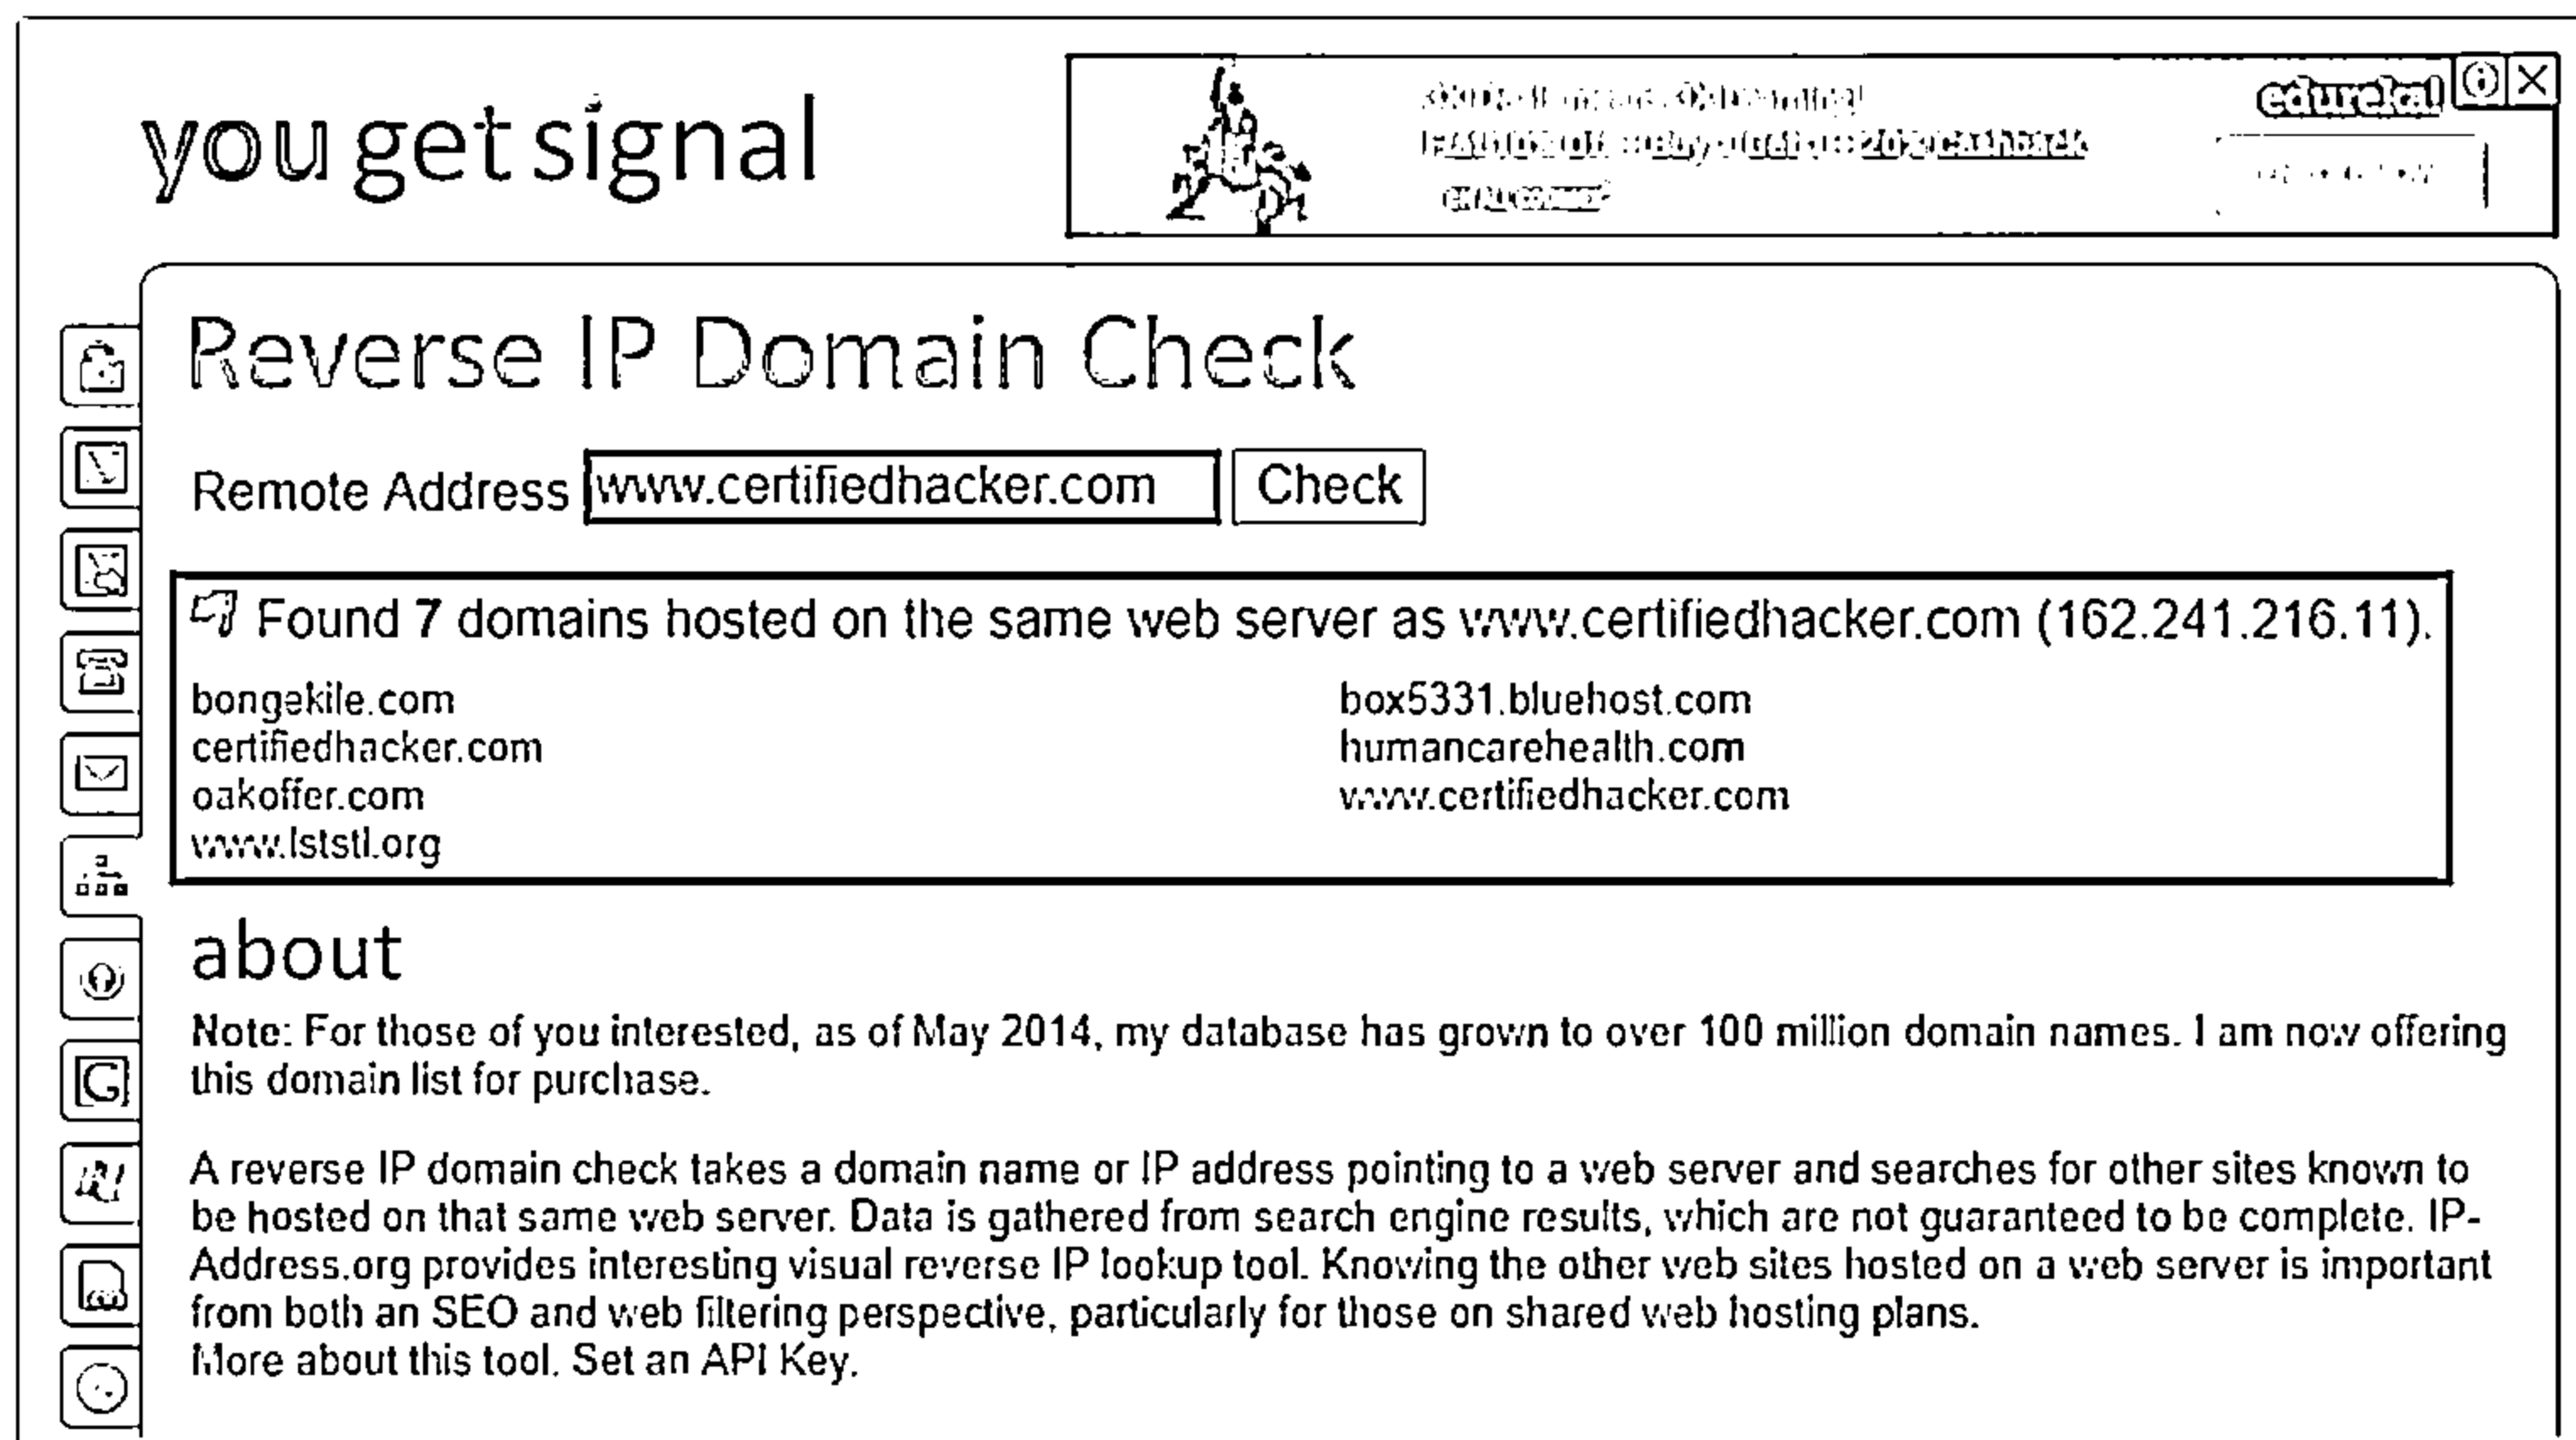 you get signal
edureka!
Reverse IP Domain Check
Remote Address www.certifiedhacker.com Check
Found 7 domains hosted on the same web server as www.certifiedhacker.com (162.241.216.11).
bongekile.com box5331.bluehost.com
certifiedhacker.com humancarehealth.com
oakoffer.com www.certifiedhacker.com
www.lststl.org
about
Note: For those of you interested, as of May 2014, my database has grown to over 100 million domain names. I am now offering
this domain list for purchase.
A reverse IP domain check takes a domain name or IP address pointing to a web server and searches for other sites known to
be hosted on that same web server. Data is gathered from search engine results, which are not guaranteed to be complete. IP-
Address.org provides interesting visual reverse IP lookup tool. Knowing the other web sites hosted on a web server is important
from both an SEO and web filtering perspective, particularly for those on shared web hosting plans.
More about this tool. Set an API Key.